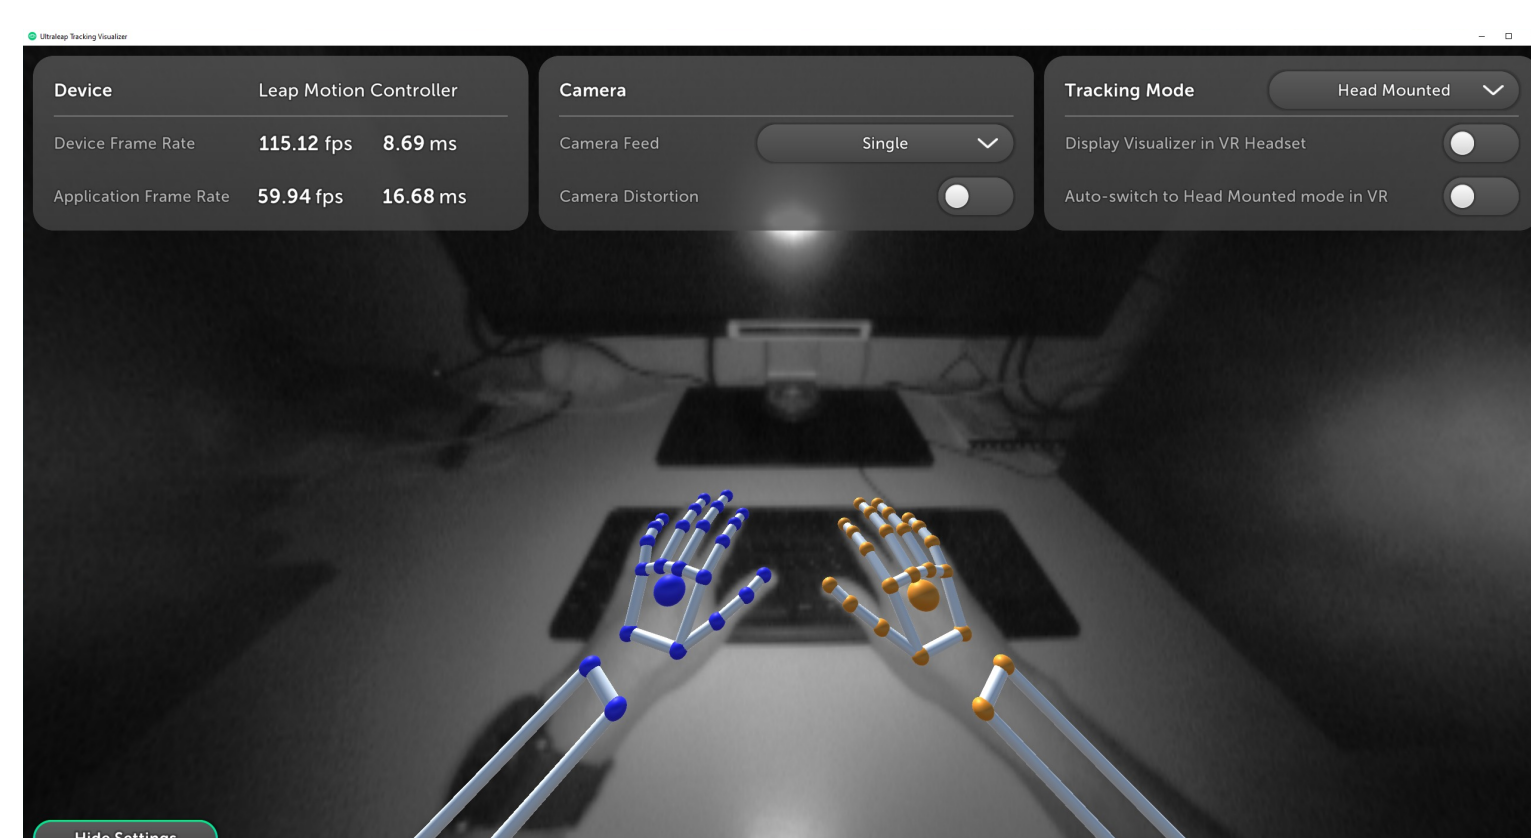 Ultraleap Tracking Visualizer
Device Leap Motion Controller
Device Frame Rate 115.12 fps 8.69 ms
Application Frame Rate 59.94 fps 16.68 ms
Camera
Camera Feed Single
Camera Distortion
Tracking Mode Head Mounted
Display Visualizer in VR Headset
Auto-switch to Head Mounted mode in VR
Hide Settings